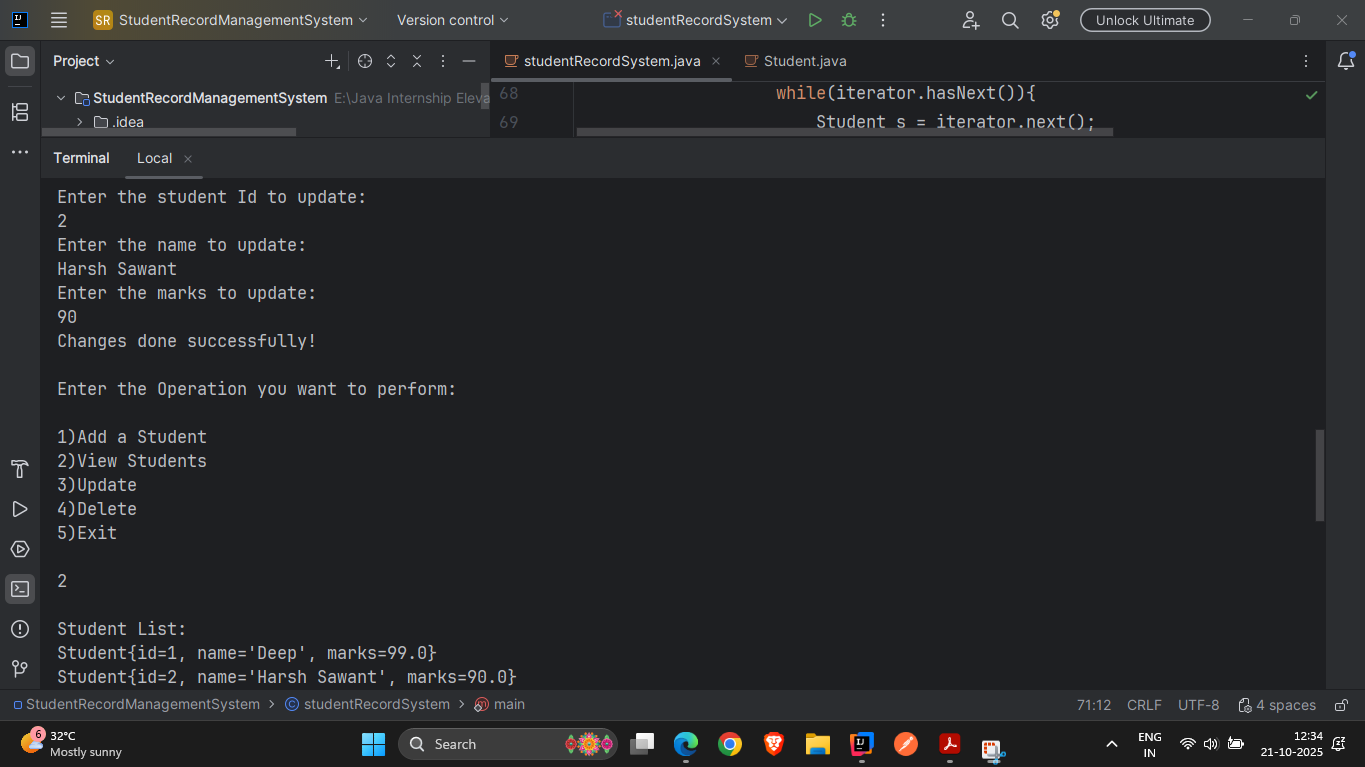 SR StudentRecordManagementSystem Version control studentRecordSystem Unlock Ultimate
Project
studentRecordSystem.java Student.java
StudentRecordManagementSystem E:\Java Internship Eleva
.idea
68 while(iterator.hasNext()){
69 Student s = iterator.next();
Terminal Local
Enter the student Id to update:
2
Enter the name to update:
Harsh Sawant
Enter the marks to update:
90
Changes done successfully!
Enter the Operation you want to perform:
1)Add a Student
2)View Students
3)Update
4)Delete
5)Exit
2
Student List:
Student{id=1, name='Deep', marks=99.0}
Student{id=2, name='Harsh Sawant', marks=90.0}
StudentRecordManagementSystem studentRecordSystem main 71:12 CRLF UTF-8 4 spaces
6 32°C
Mostly sunny
Search
ENG
IN
12:34
21-10-2025